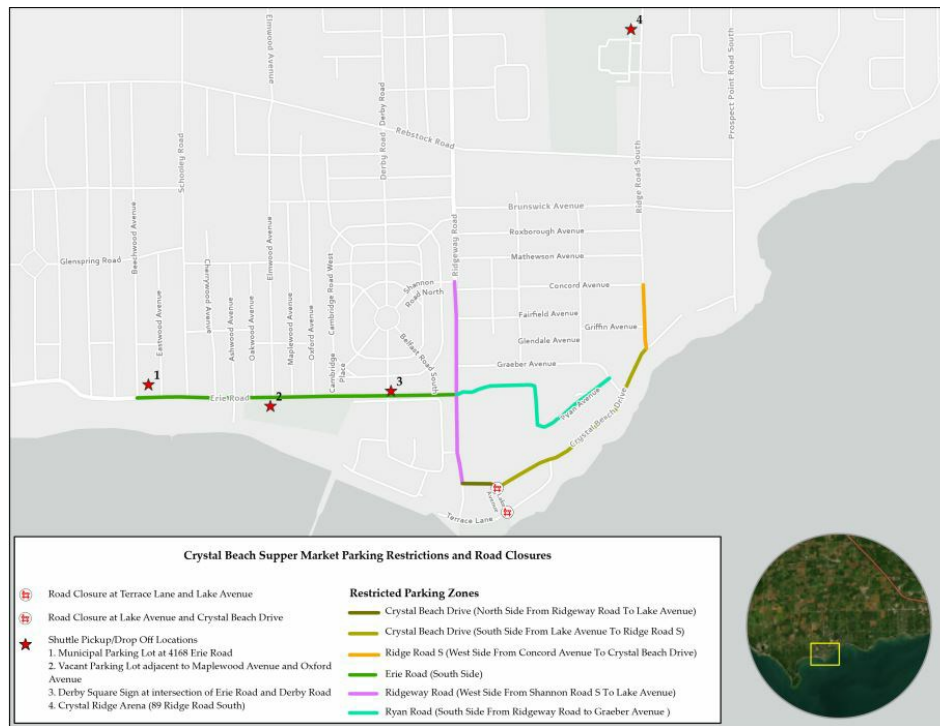 4
Elmwood Avenue
Derby Road
Prospect Point Road South
Rebstock Road
Schooley Road
Derby Road
Ridge Road South
Brunswick Avenue
Beechwood Avenue
Elmwood Avenue
Ridgeway Road
Roxborough Avenue
Glenspring Road
Cherrywood Avenue
Cambridge Road West
Mathewson Avenue
Shannon
Road North
Concord Avenue
Eastwood Avenue
Ashwood Avenue
Oakwood Avenue
Maplewood Avenue
Oxford Avenue
Fairfield Avenue
Griffin Avenue
Belfast Road South
Glendale Avenue
Cambridge
Place
Graeber Avenue
1
2
3
Erie Road
Ryan Avenue
Crystal Beach Drive
Lake
Avenue
Terrace Lane
Crystal Beach Supper Market Parking Restrictions and Road Closures
Road Closure at Terrace Lane and Lake Avenue
Road Closure at Lake Avenue and Crystal Beach Drive
Shuttle Pickup/Drop Off Locations
1. Municipal Parking Lot at 4168 Erie Road
2. Vacant Parking Lot adjacent to Maplewood Avenue and Oxford
Avenue
3. Derby Square Sign at intersection of Erie Road and Derby Road
4. Crystal Ridge Arena (89 Ridge Road South)
Restricted Parking Zones
Crystal Beach Drive (North Side From Ridgeway Road To Lake Avenue)
Crystal Beach Drive (South Side From Lake Avenue To Ridge Road S)
Ridge Road S (West Side From Concord Avenue To Crystal Beach Drive)
Erie Road (South Side)
Ridgeway Road (West Side From Shannon Road S To Lake Avenue)
Ryan Road (South Side From Ridgeway Road to Graeber Avenue )